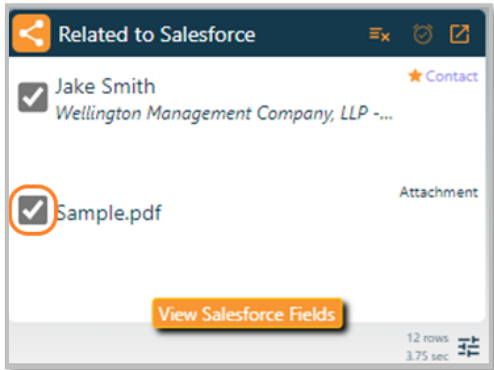 Related to Salesforce
Contact
Jake Smith
Wellington Management Company, LLP -...
Attachment
Sample.pdf
View Salesforce Fields
12 rows
3.75 sec